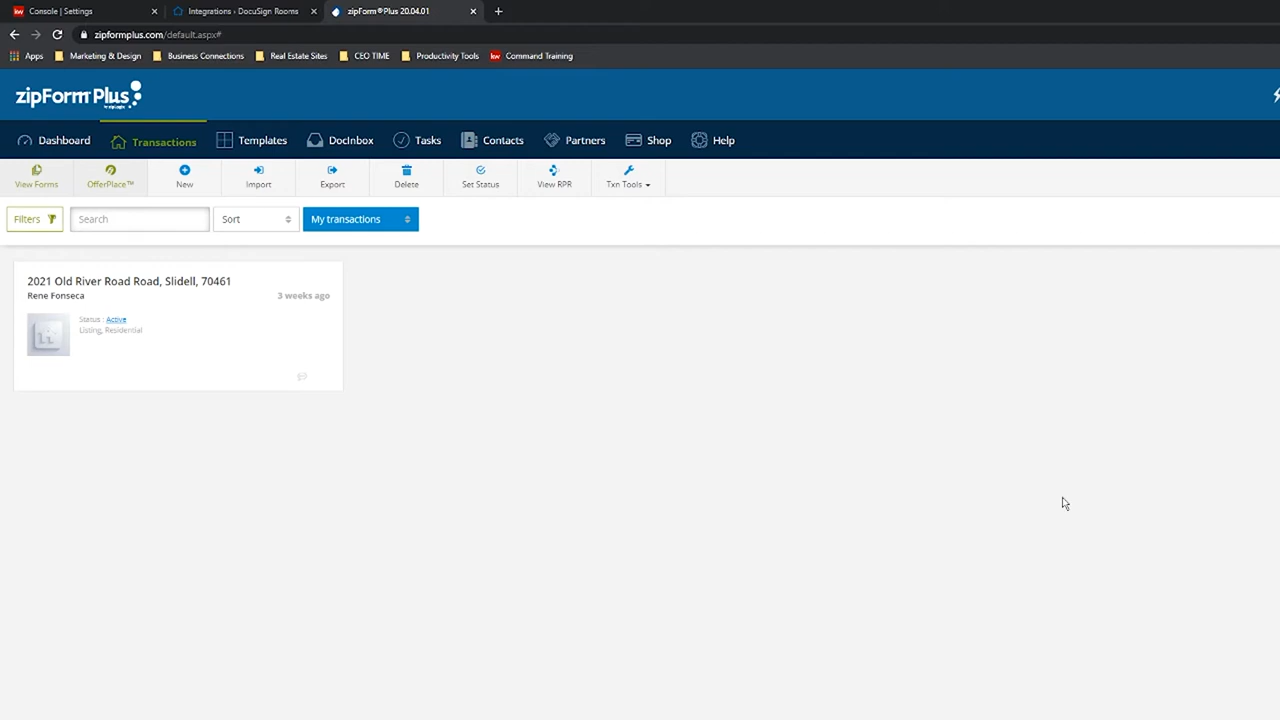 Console | Settings
Integrations › DocuSign Rooms
zipForm®Plus 20.04.01
zipformplus.com/default.aspx#
Apps Marketing & Design Business Connections Real Estate Sites CEO TIME Productivity Tools kw Command Training
zipForm Plus
Dashboard Transactions Templates DocInbox Tasks Contacts Partners Shop Help
View Forms OfferPlace™ New Import Export Delete Set Status View RPR Txn Tools
Filters Search Sort My transactions
2021 Old River Road Road, Slidell, 70461
Rene Fonseca 3 weeks ago
Status : Active
Listing, Residential